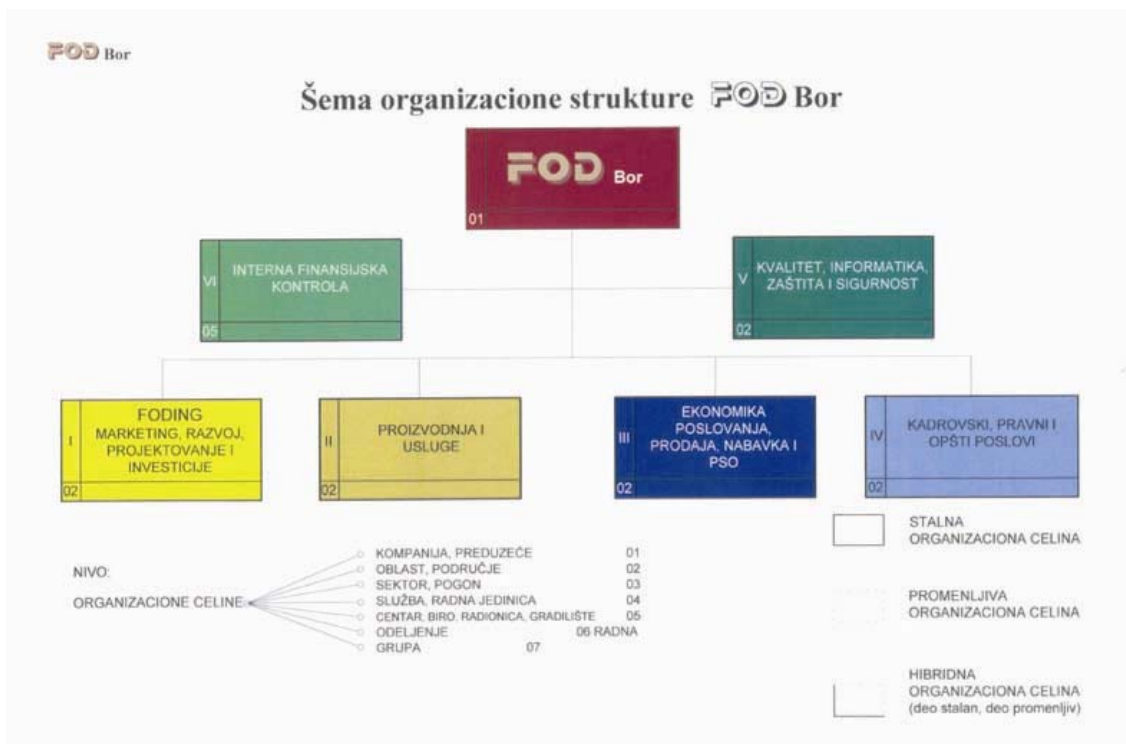 FOD Bor
Šema organizacione strukture FOD Bor
FOD Bor
01
VI
INTERNA FINANSIJSKA
KONTROLA
05
V
KVALITET, INFORMATIKA,
ZAŠTITA I SIGURNOST
02
I
FODING
MARKETING, RAZVOJ,
PROJEKTOVANJE I
INVESTICIJE
02
II
PROIZVODNJA I
USLUGE
02
III
EKONOMIKA
POSLOVANJA,
PRODAJA, NABAVKA I
PSO
02
IV
KADROVSKI, PRAVNI I
OPŠTI POSLOVI
02
NIVO:
ORGANIZACIONE CELINE
KOMPANIJA, PREDUZEĆE 01
OBLAST, PODRUČJE 02
SEKTOR, POGON 03
SLUŽBA, RADNA JEDINICA 04
CENTAR, BIRO, RADIONICA, GRADILIŠTE 05
ODELJENJE 06 RADNA
GRUPA 07
STALNA
ORGANIZACIONA CELINA
PROMENLJIVA
ORGANIZACIONA CELINA
HIBRIDNA
ORGANIZACIONA CELINA
(deo stalan, deo promenljiv)